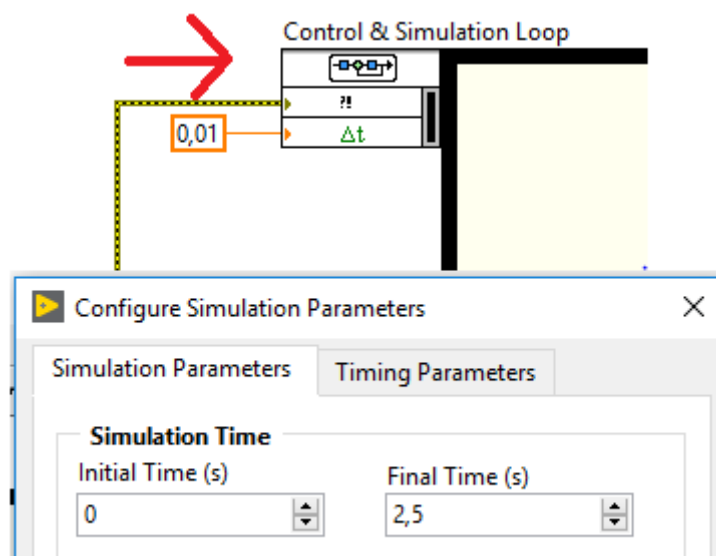 Control & Simulation Loop
?!
0,01
Δt
Configure Simulation Parameters
Simulation Parameters
Timing Parameters
Simulation Time
Initial Time (s)
Final Time (s)
0
2,5